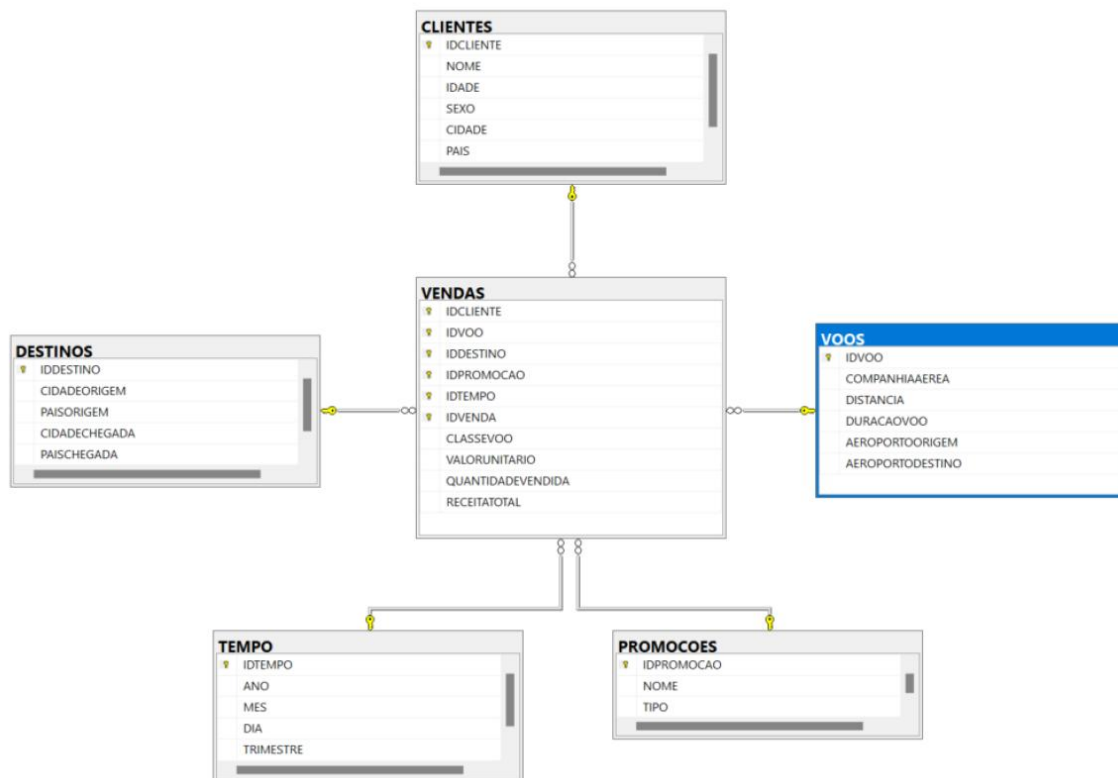 CLIENTES
IDCLIENTE
NOME
IDADE
SEXO
CIDADE
PAIS
VENDAS
IDCLIENTE
IDVOO
IDDESTINO
IDPROMOCAO
IDTEMPO
IDVENDA
CLASSEVOO
VALORUNITARIO
QUANTIDADEVENDIDA
RECEITATOTAL
DESTINOS
IDDESTINO
CIDADEORIGEM
PAISORIGEM
CIDADECHEGADA
PAISCHEGADA
VOOS
IDVOO
COMPANHIAAEREA
DISTANCIA
DURACAOVOO
AEROPORTOORIGEM
AEROPORTODESTINO
TEMPO
IDTEMPO
ANO
MES
DIA
TRIMESTRE
PROMOCOES
IDPROMOCAO
NOME
TIPO